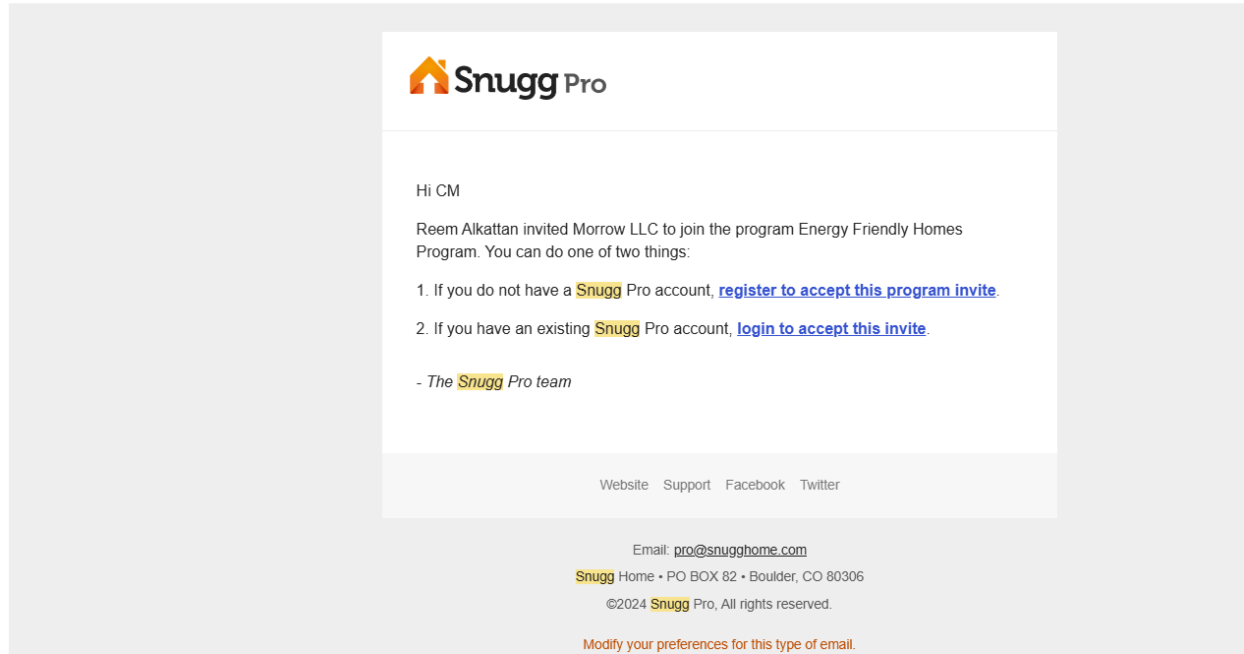 Snugg Pro
Hi CM
Reem Alkattan invited Morrow LLC to join the program Energy Friendly Homes
Program. You can do one of two things:
1. If you do not have a Snugg Pro account, register to accept this program invite.
2. If you have an existing Snugg Pro account, login to accept this invite.
- The Snugg Pro team
Website Support Facebook Twitter
Email: pro@snugghome.com
Snugg Home • PO BOX 82 • Boulder, CO 80306
©2024 Snugg Pro, All rights reserved.
Modify your preferences for this type of email.